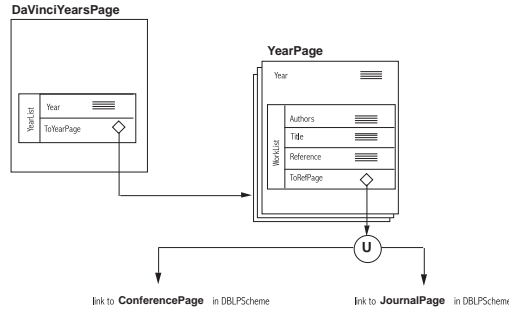 DaVinciYearsPage
YearList
Year
ToYearPage
YearPage
Year
WorkList
Authors
Title
Reference
ToRefPage
U
link to ConferencePage in DBLPScheme
link to JournalPage in DBLPScheme